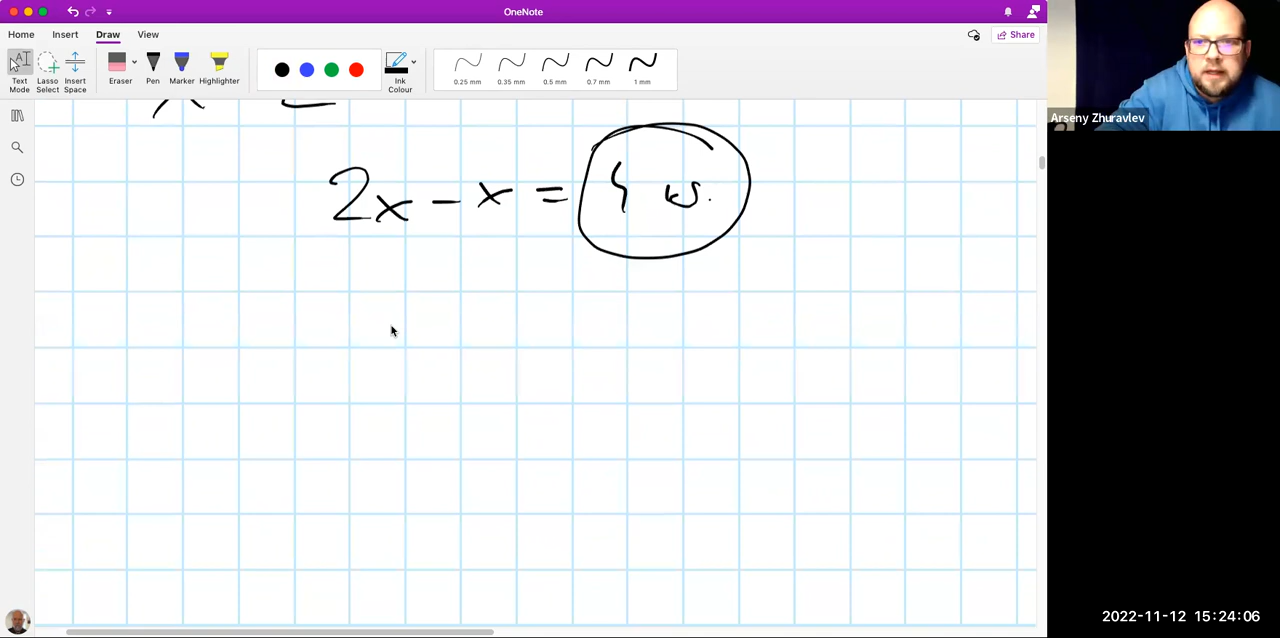 OneNote
Home Insert Draw View
Share
Text Mode
Lasso Select
Insert Space
Eraser
Pen
Marker
Highlighter
Ink Colour
0.25 mm
0.35 mm
0.5 mm
0.7 mm
1 mm
Arseny Zhuravlev
2x - x =
2022-11-12 15:24:06